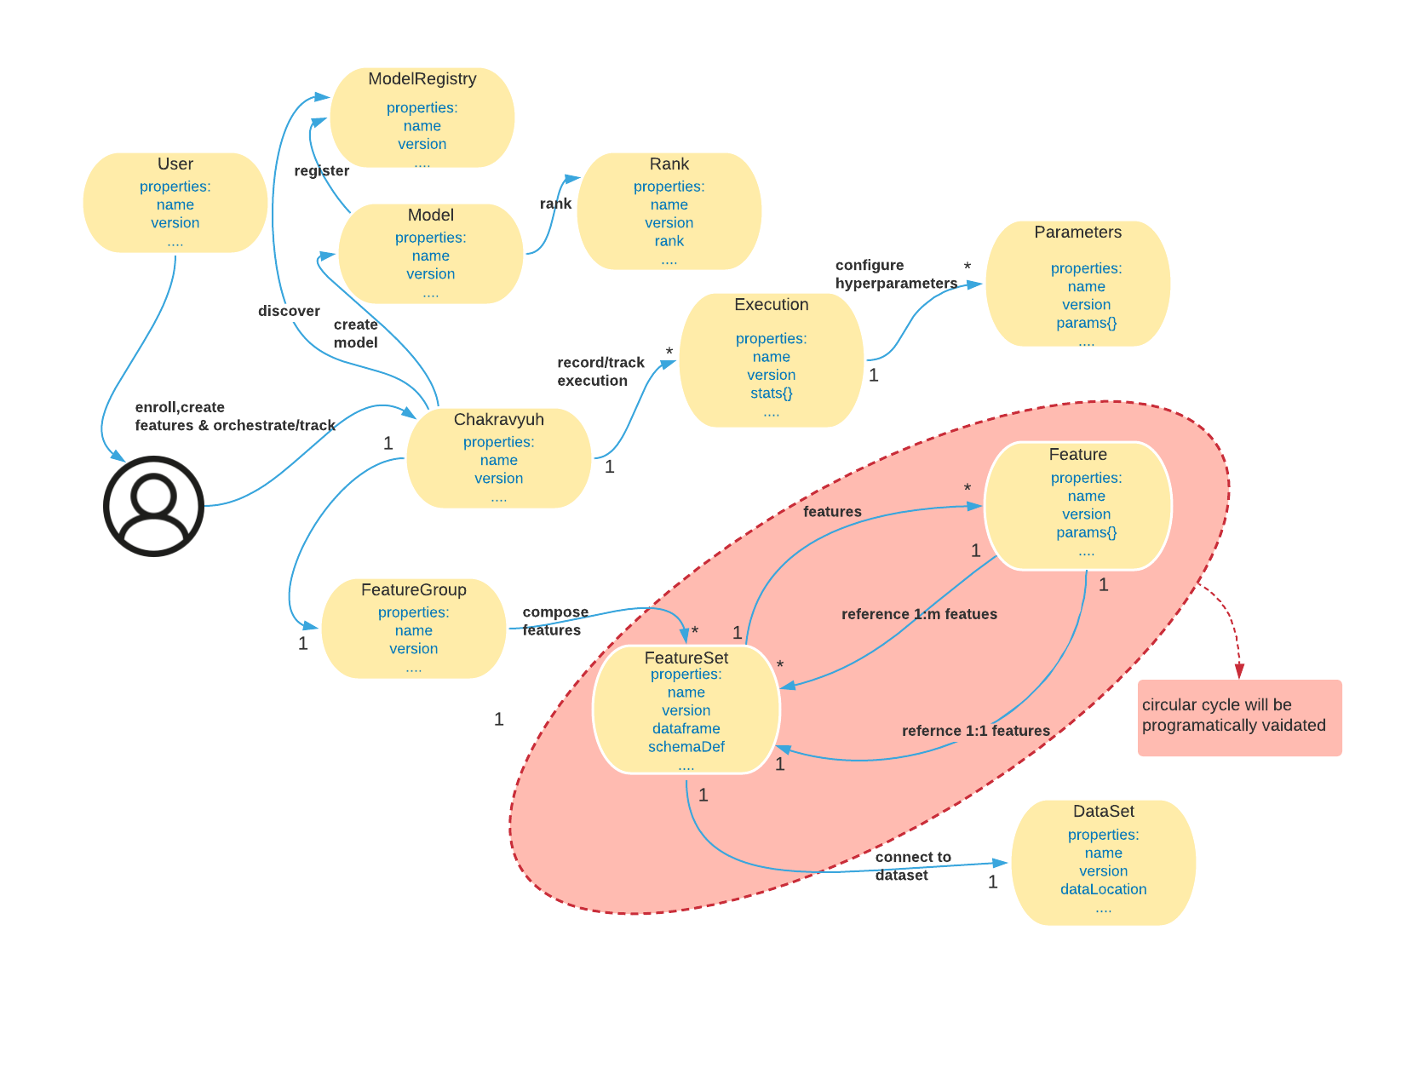 ModelRegistry
properties:
name
version
....
User
properties:
name
version
....
register
Model
properties:
name
version
....
rank
Rank
properties:
name
version
rank
....
discover
create
model
Parameters
properties:
name
version
params{}
....
configure
hyperparameters
*
1
Execution
properties:
name
version
stats{}
....
record/track
execution
*
1
enroll,create
features & orchestrate/track
1
Chakravyuh
properties:
name
version
....
Feature
properties:
name
version
params{}
....
features
*
1
1
reference 1:m featues
FeatureGroup
properties:
name
version
....
1
compose
features
*
1
*
FeatureSet
properties:
name
version
dataframe
schemaDef
....
1
refernce 1:1 features
1
1
circular cycle will be
programatically vaidated
connect to
dataset
1
DataSet
properties:
name
version
dataLocation
....